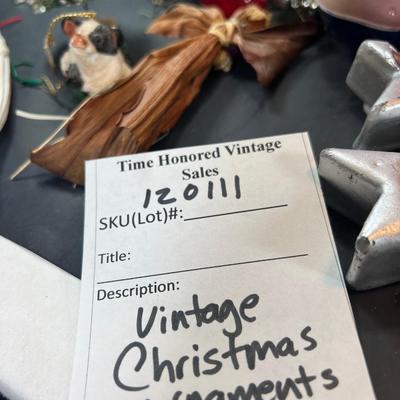 Time Honored Vintage
Sales
120111
SKU(Lot)#:
Title:
Description:
Vintage
Christmas